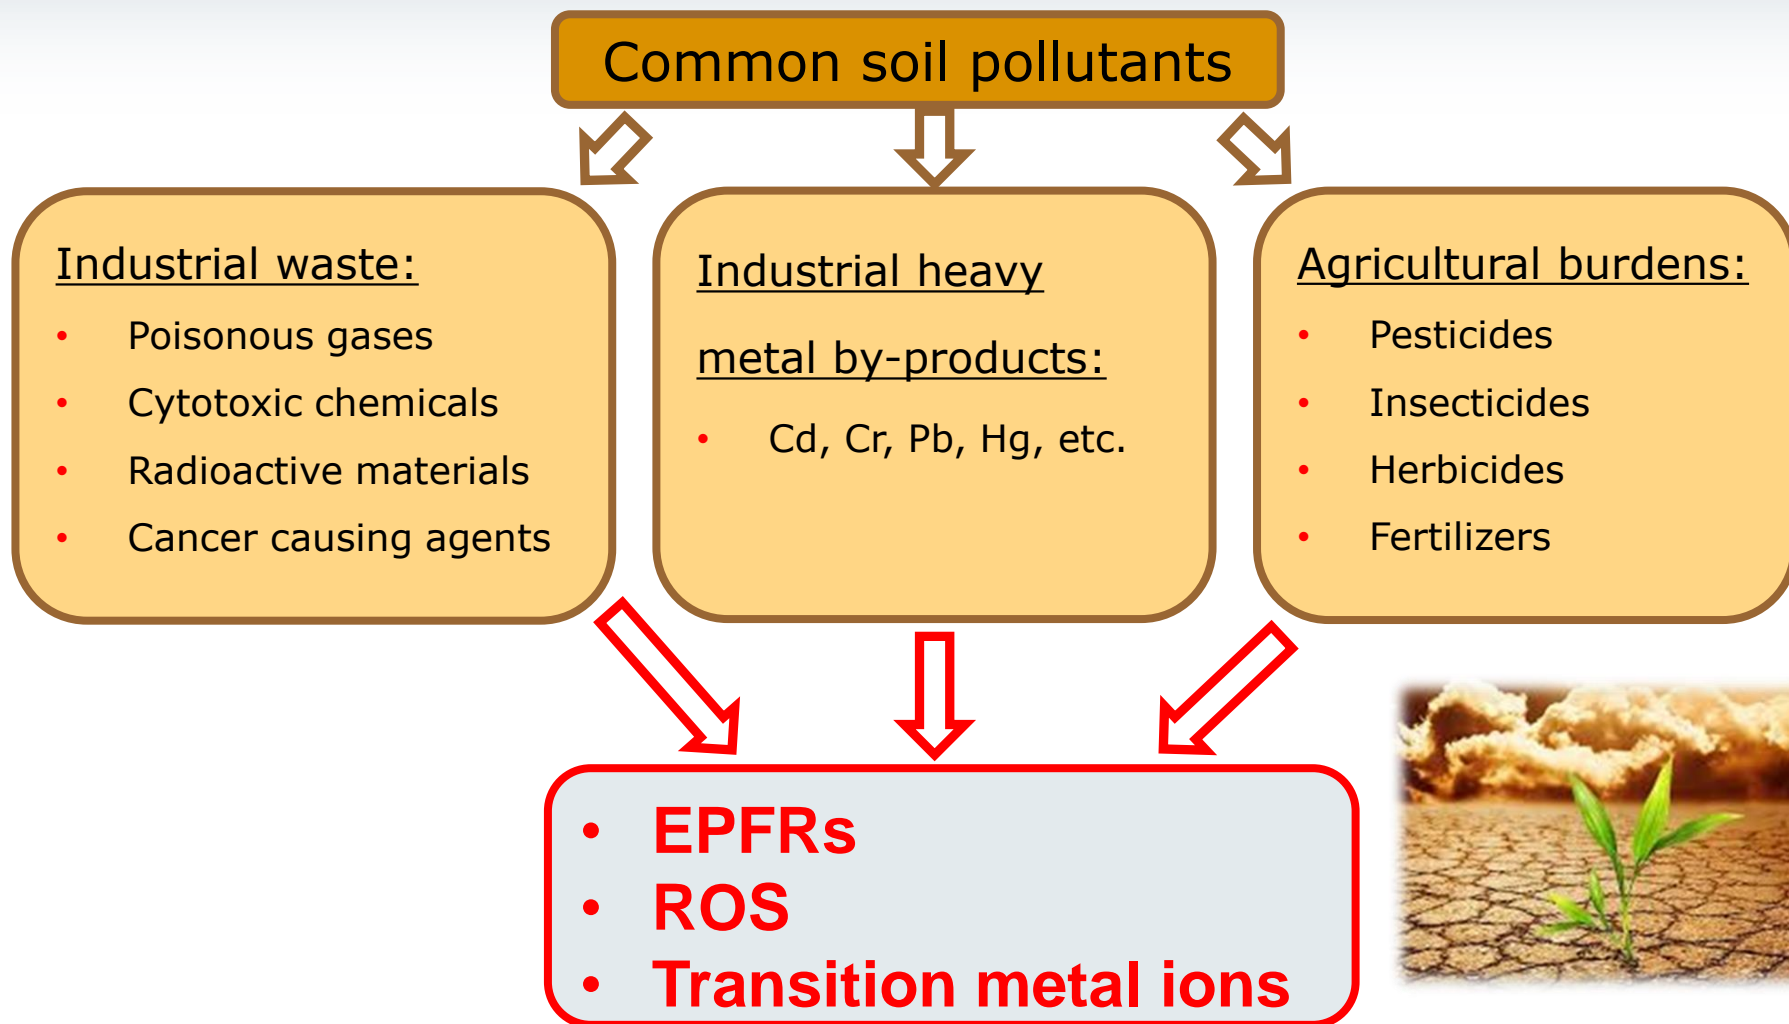 Common soil pollutants
Industrial waste:
• Poisonous gases
• Cytotoxic chemicals
• Radioactive materials
• Cancer causing agents
Industrial heavy
metal by-products:
• Cd, Cr, Pb, Hg, etc.
Agricultural burdens:
• Pesticides
• Insecticides
• Herbicides
• Fertilizers
• EPFRs
• ROS
• Transition metal ions